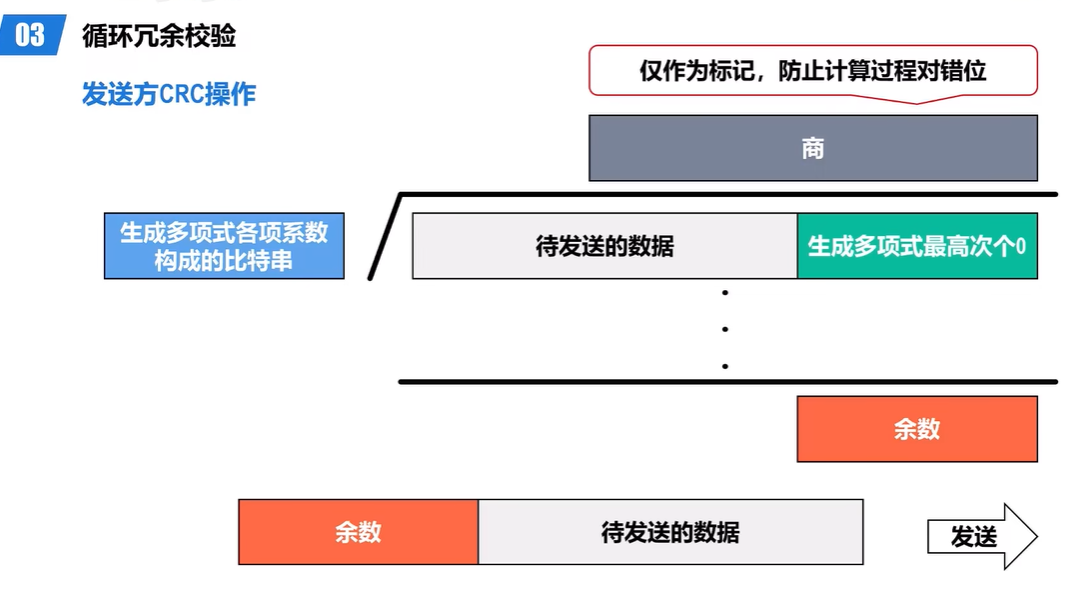 03 循环冗余校验
发送方CRC操作
仅作为标记，防止计算过程对错位
商
生成多项式各项系数
构成的比特串
待发送的数据 生成多项式最高次个0
余数
余数 待发送的数据 发送